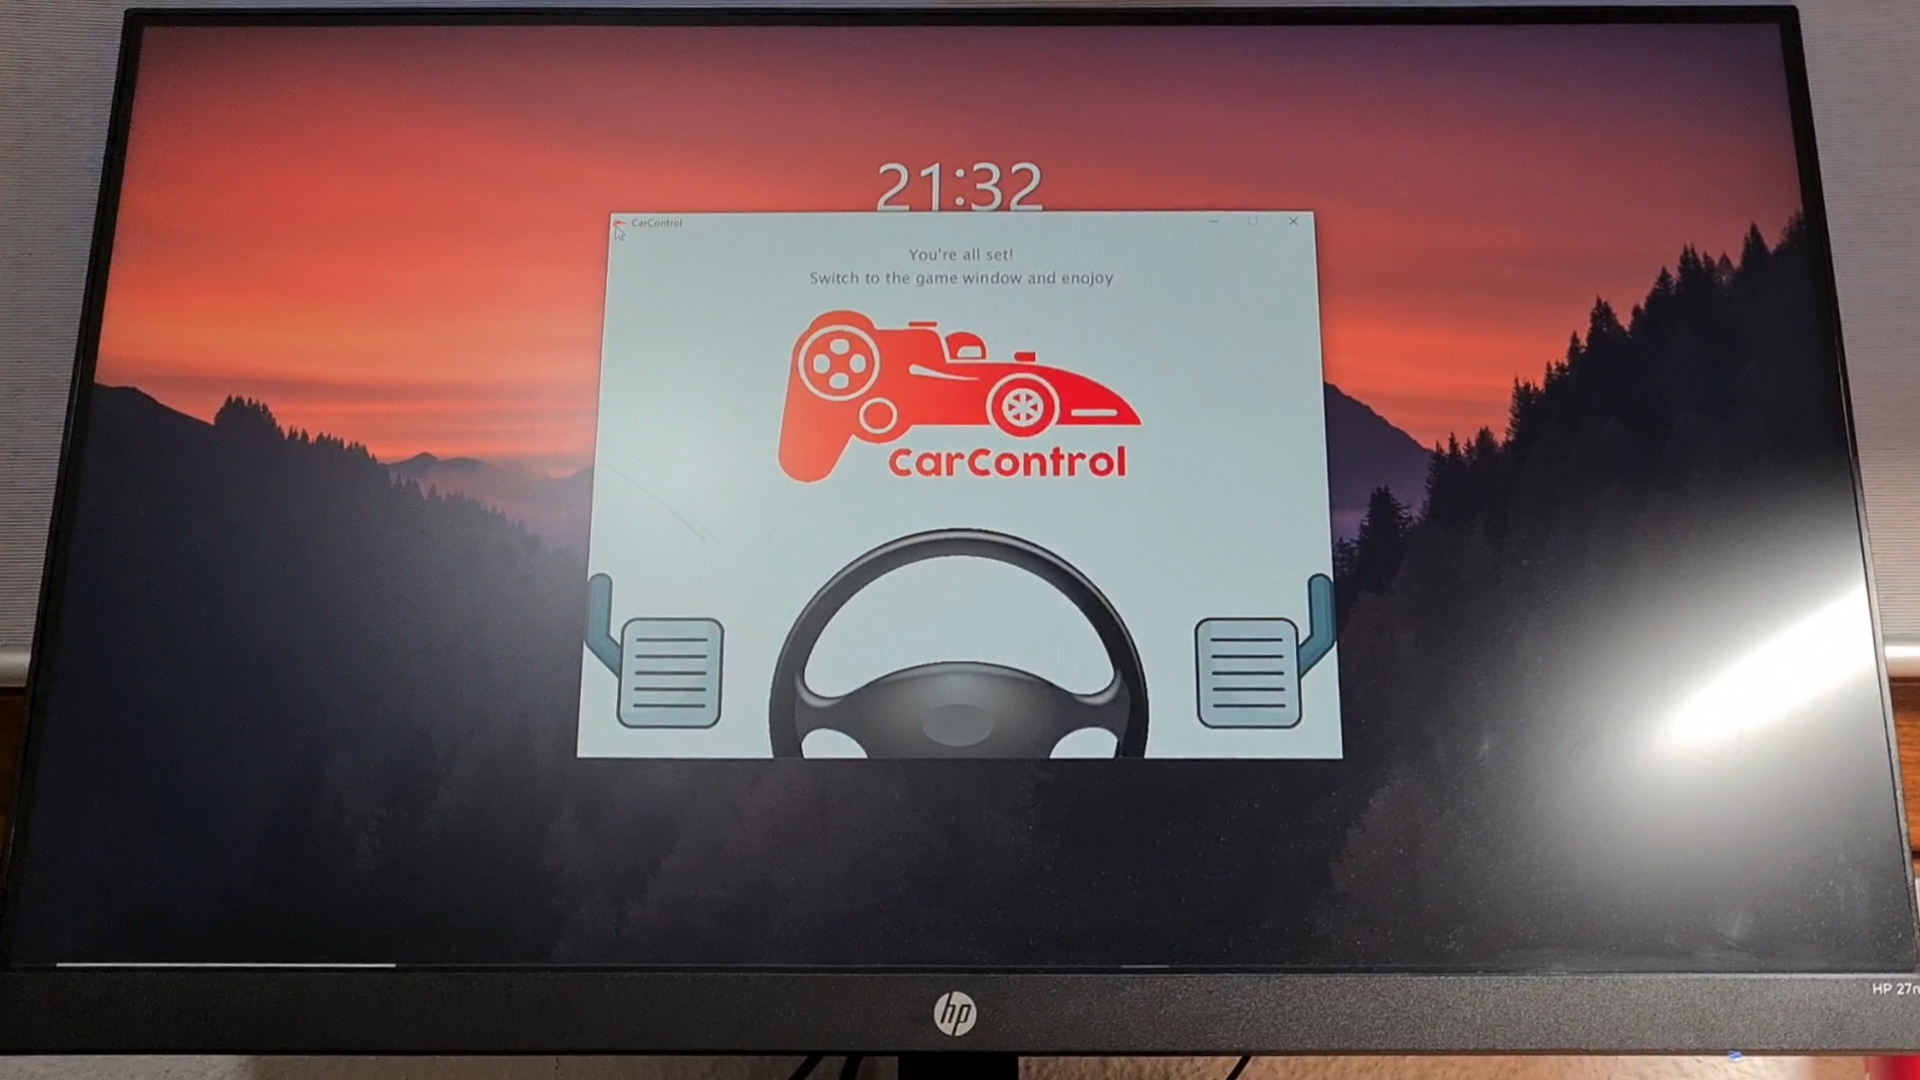 21:32
CarControl
You're all set!
Switch to the game window and enojoy
carcontrol
hp
HP 27